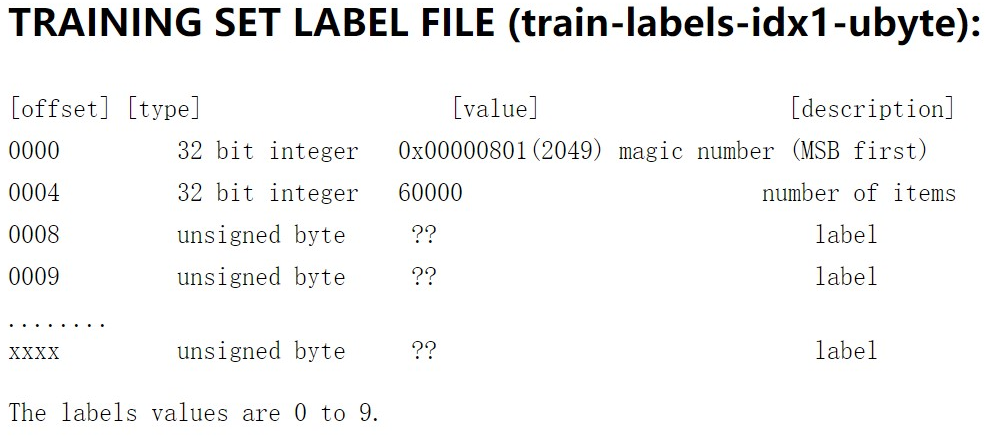 TRAINING SET LABEL FILE (train-labels-idx1-ubyte):
[offset] [type] [value] [description]
0000 32 bit integer 0x00000801(2049) magic number (MSB first)
0004 32 bit integer 60000 number of items
0008 unsigned byte ?? label
0009 unsigned byte ?? label
........
xxxx unsigned byte ?? label
The labels values are 0 to 9.